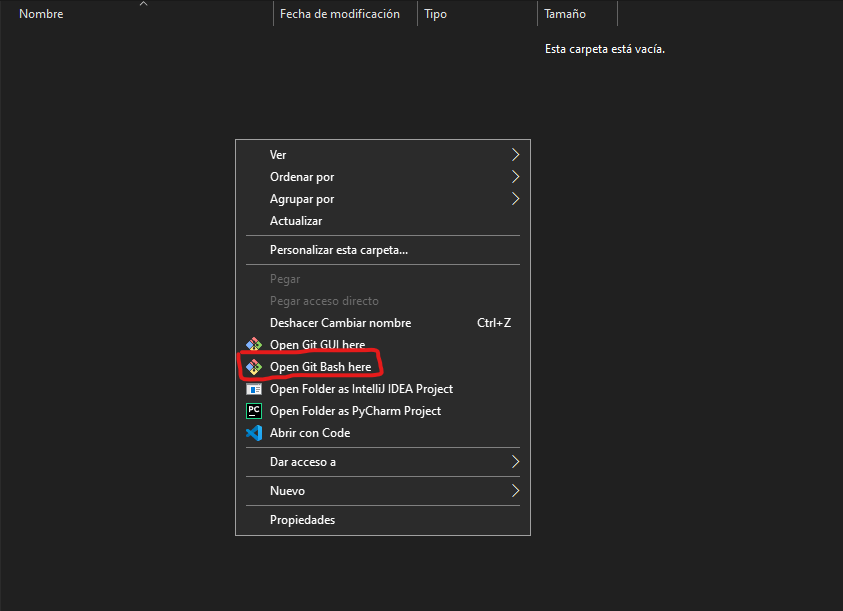 Nombre Fecha de modificación Tipo Tamaño
Esta carpeta está vacía.
Ver
Ordenar por
Agrupar por
Actualizar
Personalizar esta carpeta...
Pegar
Pegar acceso directo
Deshacer Cambiar nombre Ctrl+Z
Open Git GUI here
Open Git Bash here
Open Folder as IntelliJ IDEA Project
PC Open Folder as PyCharm Project
Abrir con Code
Dar acceso a
Nuevo
Propiedades